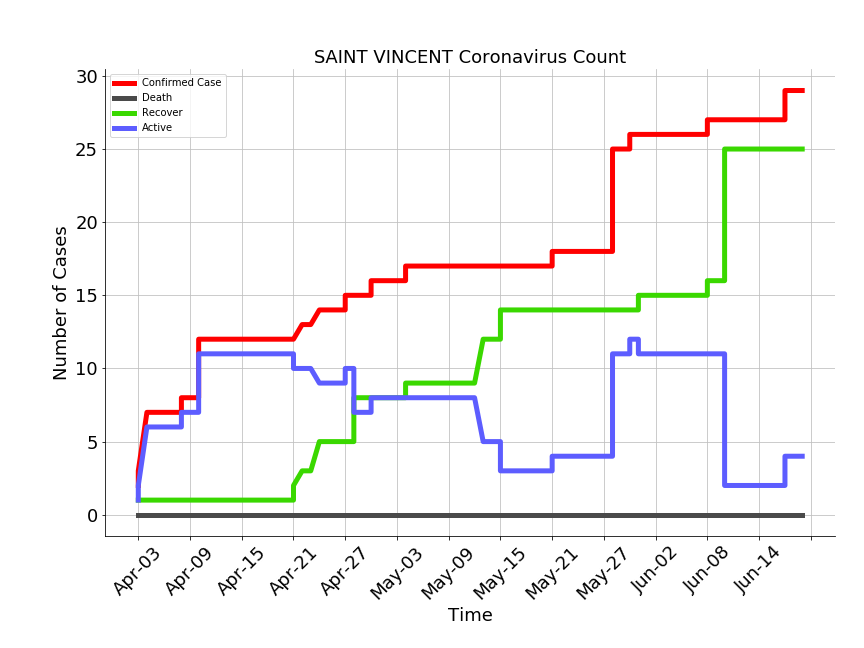 SAINT VINCENT Coronavirus Count
Confirmed Case
Death
Recover
Active
Number of Cases
30
25
20
15
10
5
0
Apr-03
Apr-09
Apr-15
Apr-21
Apr-27
May-03
May-09
May-15
May-21
May-27
Jun-02
Jun-08
Jun-14
Time